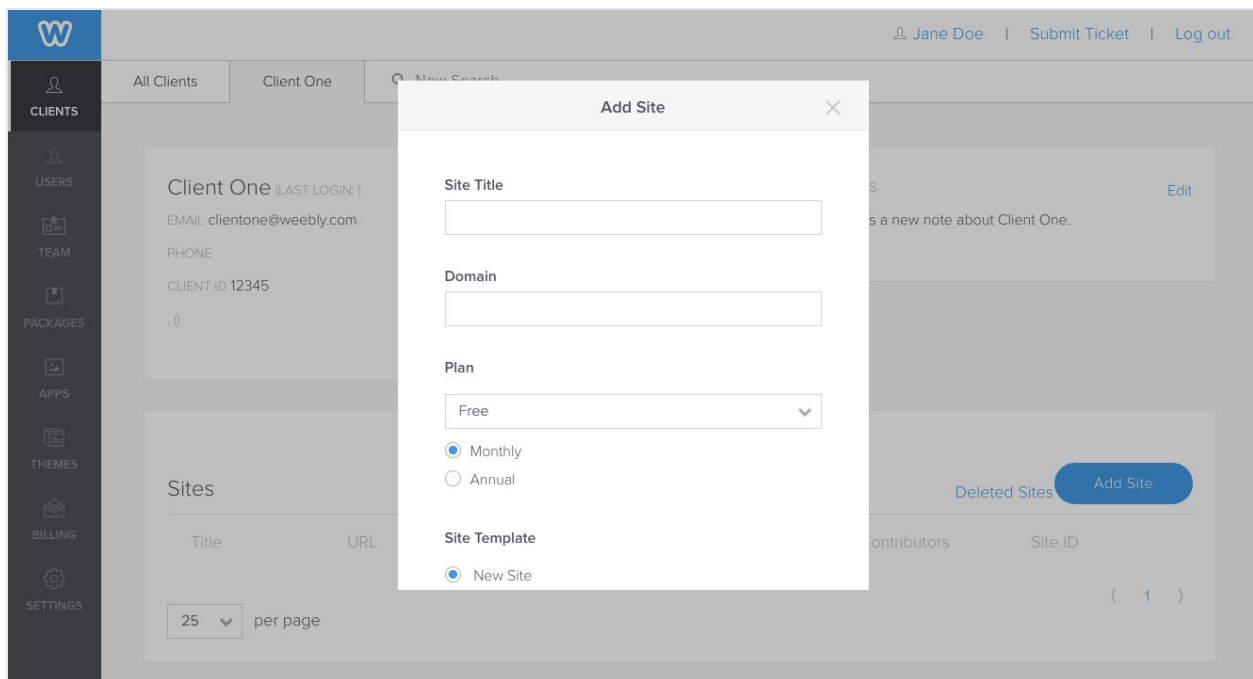 Jane Doe | Submit Ticket | Log out
CLIENTS
USERS
TEAM
PACKAGES
APPS
THEMES
BILLING
SETTINGS
All Clients
Client One
New Search
Client One (LAST LOGIN: )
EMAIL clientone@weebly.com
PHONE
CLIENT ID 12345
, ()
Edit
s a new note about Client One.
Add Site
Site Title
Domain
Plan
Free
Monthly
Annual
Site Template
New Site
Sites
Deleted Sites
Add Site
Title
URL
ontributors
Site ID
1
25
per page